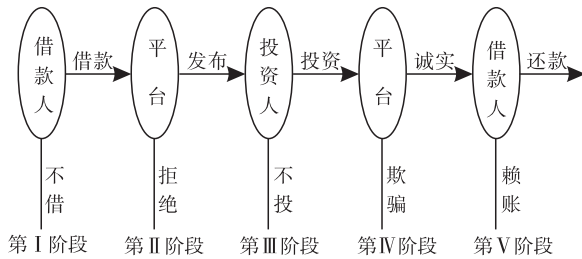 借款人 借款 平台 发布 投资人 投资 平台 诚实 借款人 还款
不借 拒绝 不投 欺骗 赖账
第Ⅰ阶段 第Ⅱ阶段 第Ⅲ阶段 第Ⅳ阶段 第Ⅴ阶段